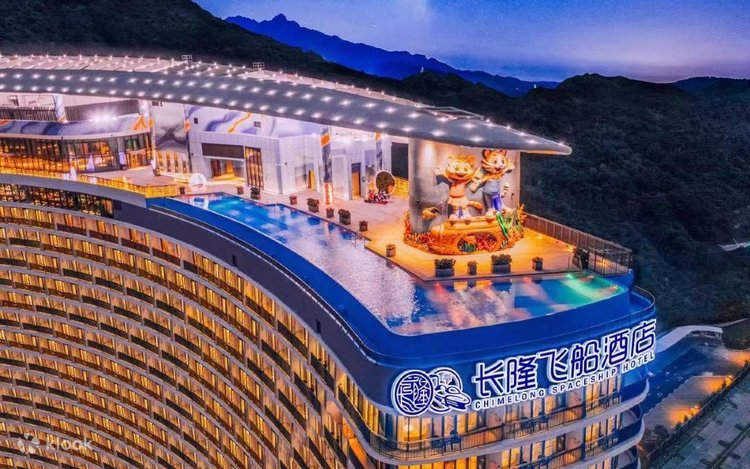 长隆飞船酒店
CHIMELONG SPACESHIP HOTEL
klook